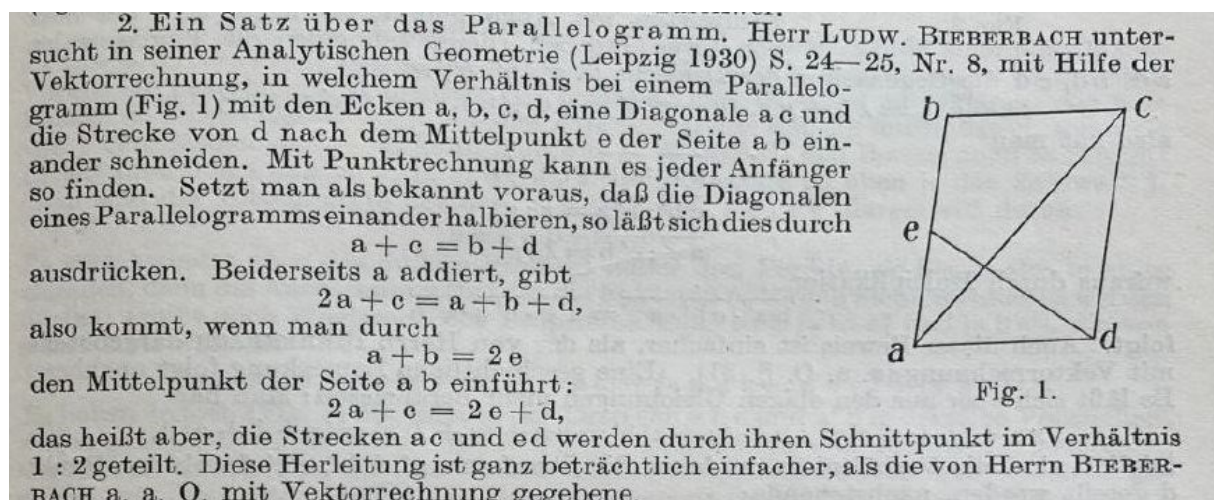 2. Ein Satz über das Parallelogramm. Herr LUDW. BIEBERBACH unter-
sucht in seiner Analytischen Geometrie (Leipzig 1930) S. 24—25, Nr. 8, mit Hilfe der
Vektorrechnung, in welchem Verhältnis bei einem Parallelo-
gramm (Fig. 1) mit den Ecken a, b, c, d, eine Diagonale a c und
die Strecke von d nach dem Mittelpunkt e der Seite a b ein-
ander schneiden. Mit Punktrechnung kann es jeder Anfänger
so finden. Setzt man als bekannt voraus, daß die Diagonalen
eines Parallelogramms einander halbieren, so läßt sich dies durch
a + c = b + d
ausdrücken. Beiderseits a addiert, gibt
2a + c = a + b + d,
also kommt, wenn man durch
a + b = 2e
den Mittelpunkt der Seite a b einführt:
2a + c = 2e + d,
das heißt aber, die Strecken ac und ed werden durch ihren Schnittpunkt im Verhältnis
1 : 2 geteilt. Diese Herleitung ist ganz beträchtlich einfacher, als die von Herrn BIEBER-
BACH a. a. O. mit Vektorrechnung gegebene
b
c
e
a
d
Fig. 1.